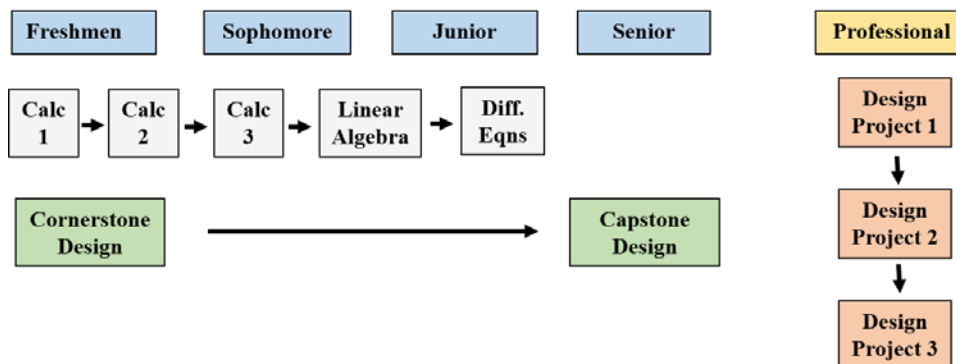 Freshmen
Sophomore
Junior
Senior
Professional
Calc
1
Calc
2
Calc
3
Linear
Algebra
Diff.
Eqns
Design
Project 1
Cornerstone
Design
Capstone
Design
Design
Project 2
Design
Project 3